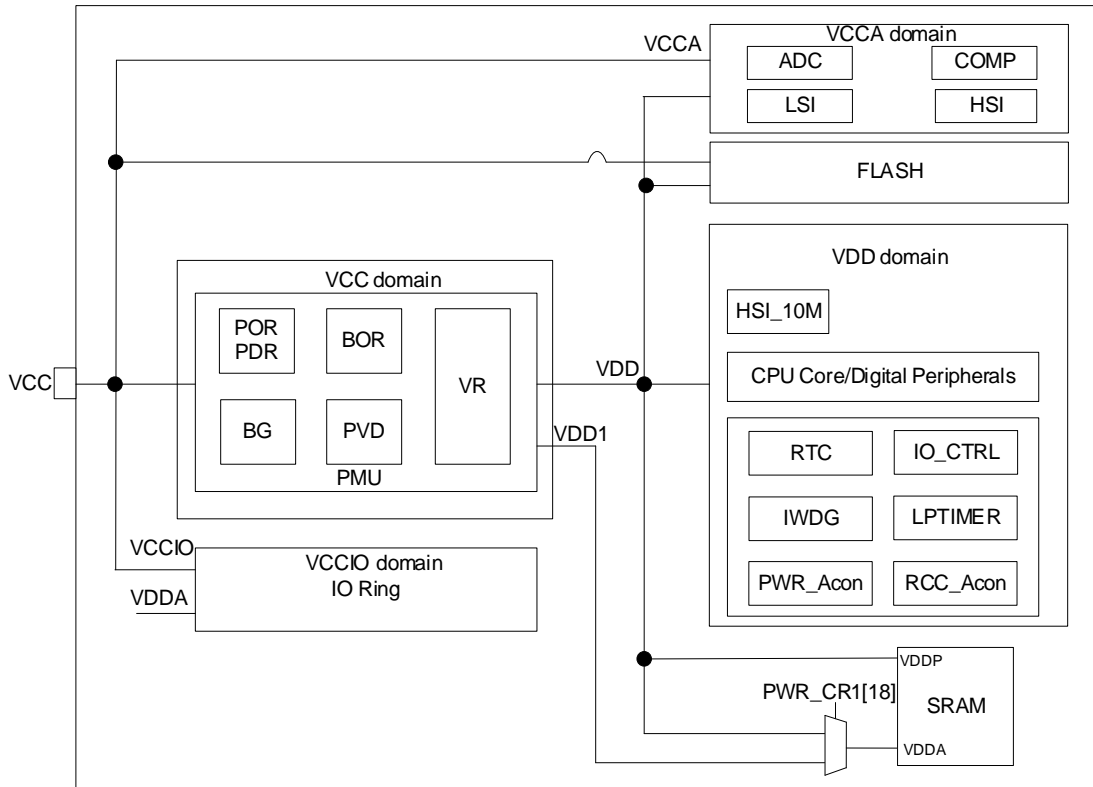 VCCA domain
VCCA
ADC
COMP
LSI
HSI
FLASH
VCC domain
POR
PDR
BOR
VR
BG
PVD
PMU
VCC
VDD
VDD1
VDD domain
HSI_10M
CPU Core/Digital Peripherals
RTC
IO_CTRL
IWDG
LPTIMER
PWR_Acon
RCC_Acon
VCCIO
VDDA
VCCIO domain
IO Ring
PWR_CR1[18]
VDDP
SRAM
VDDA